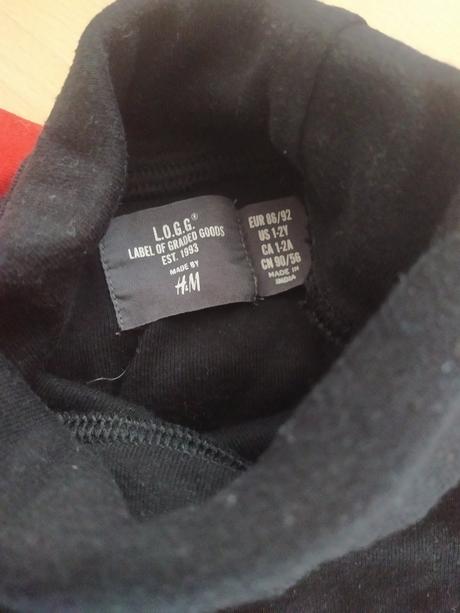 L.O.G.G.®
LABEL OF GRADED GOODS
EST. 1993
MADE BY
H&M
EUR 86/92
US 1-2Y
CA 1-2A
CN 90/56
MADE IN
INDIA